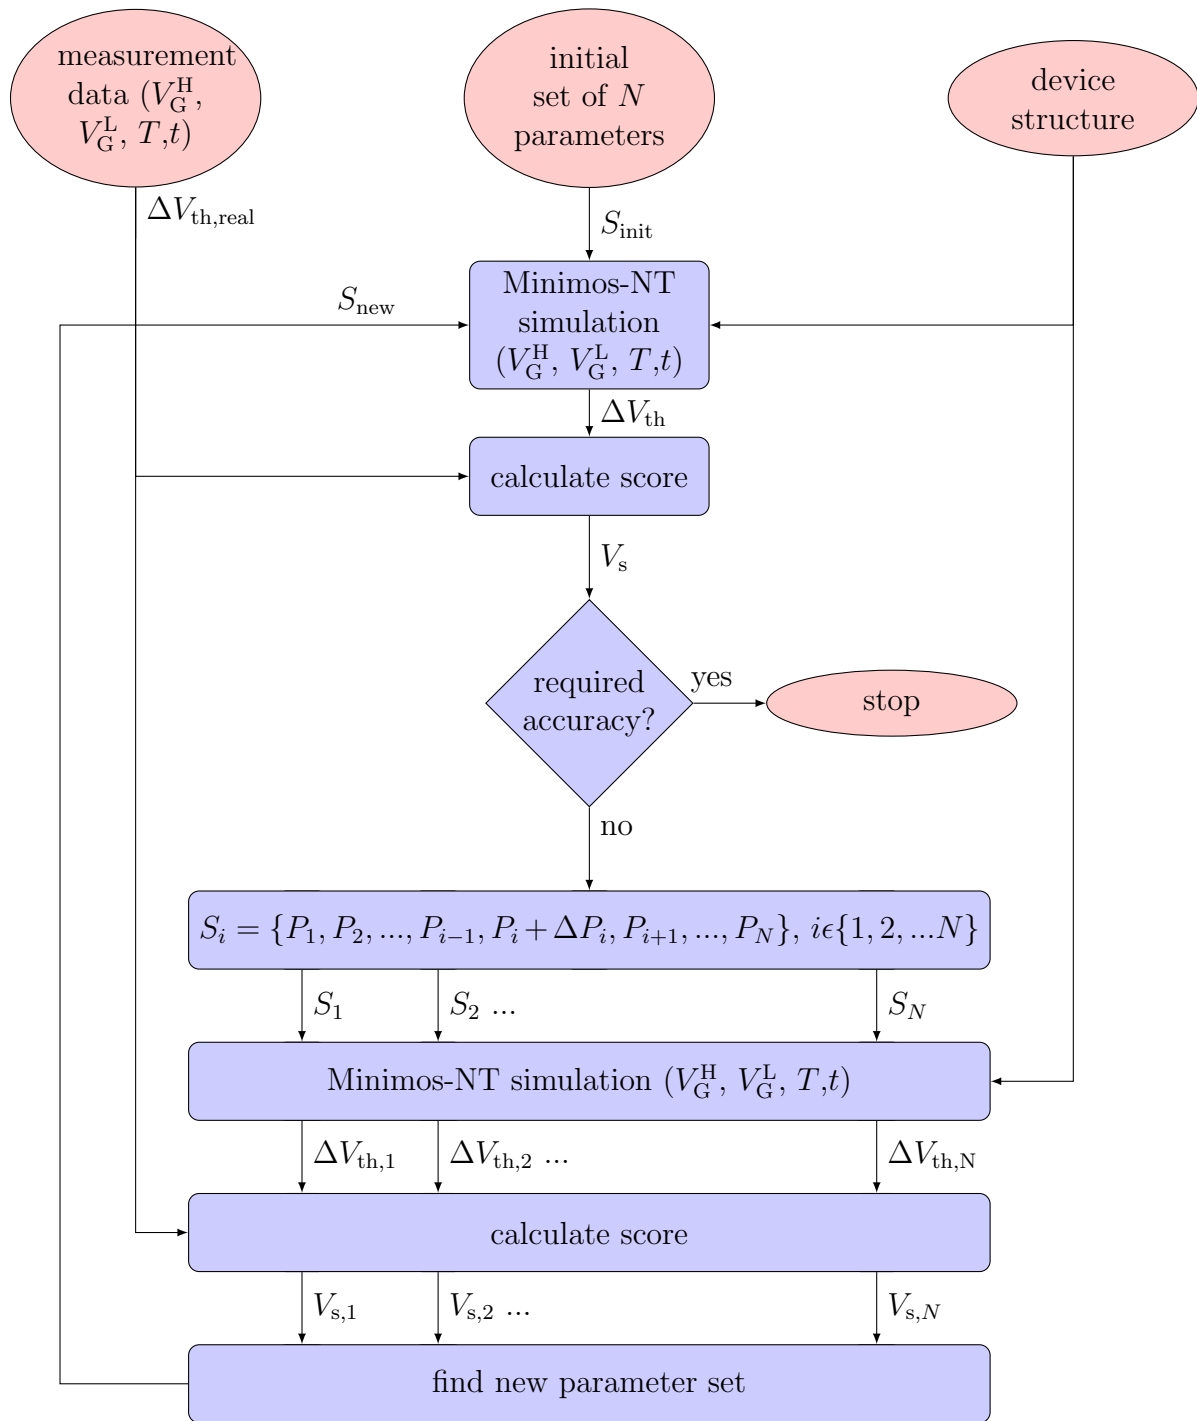 measurement
data (V_G^H,
V_G^L, T,t)
initial
set of N
parameters
device
structure
ΔV_th,real
S_init
S_new
Minimos-NT
simulation
(V_G^H, V_G^L, T,t)
ΔV_th
calculate score
V_s
required
accuracy?
yes
stop
no
S_i = {P_1, P_2, ..., P_{i−1}, P_i + ΔP_i, P_{i+1}, ..., P_N}, iϵ{1, 2, ...N}
S_1
S_2 ...
S_N
Minimos-NT simulation (V_G^H, V_G^L, T,t)
ΔV_th,1
ΔV_th,2 ...
ΔV_th,N
calculate score
V_s,1
V_s,2 ...
V_s,N
find new parameter set